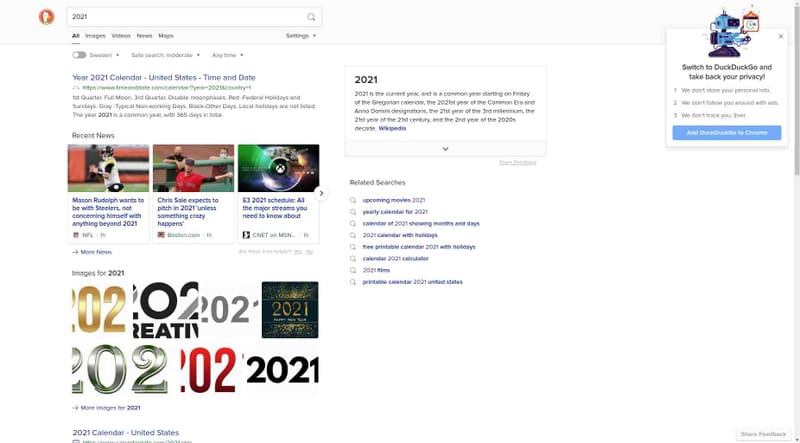 2021
All Images Videos News Maps Settings
Sweden Safe search: moderate Any time
Year 2021 Calendar - United States - Time and Date
https://www.timeanddate.com/calendar/?year=2021&country=1
1st Quarter. Full Moon. 3rd Quarter. Disable moonphases. Red -Federal Holidays and
Sundays. Gray -Typical Non-working Days. Black-Other Days. Local holidays are not listed.
The year 2021 is a common year, with 365 days in total.
Recent News
Mason Rudolph wants to be with Steelers, not concerning himself with anything beyond 2021
NFL 1h
Chris Sale expects to pitch in 2021 'unless something crazy happens'
Boston.com 1h
E3 2021 schedule: All the major streams you need to know about
CNET on MSN... 1h
More News
Are these links helpful? Yes No
Images for 2021
202
202
CREATIV
202
2021
HAPPY NEW YEAR
202
202
2021
More Images for 2021
2021 Calendar - United States
2021
2021 is the current year, and is a common year starting on Friday
of the Gregorian calendar, the 2021st year of the Common Era and
Anno Domini designations, the 21st year of the 3rd millennium, the
21st year of the 21st century, and the 2nd year of the 2020s
decade. Wikipedia
Share Feedback
Related Searches
upcoming movies 2021
yearly calendar for 2021
calendar of 2021 showing months and days
2021 calendar with holidays
free printable calendar 2021 with holidays
calendar 2021 calculator
2021 films
printable calendar 2021 united states
Switch to DuckDuckGo and
take back your privacy!
1 We don't store your personal info.
2 We don't follow you around with ads.
3 We don't track you. Ever.
Add DuckDuckGo to Chrome
Share Feedback